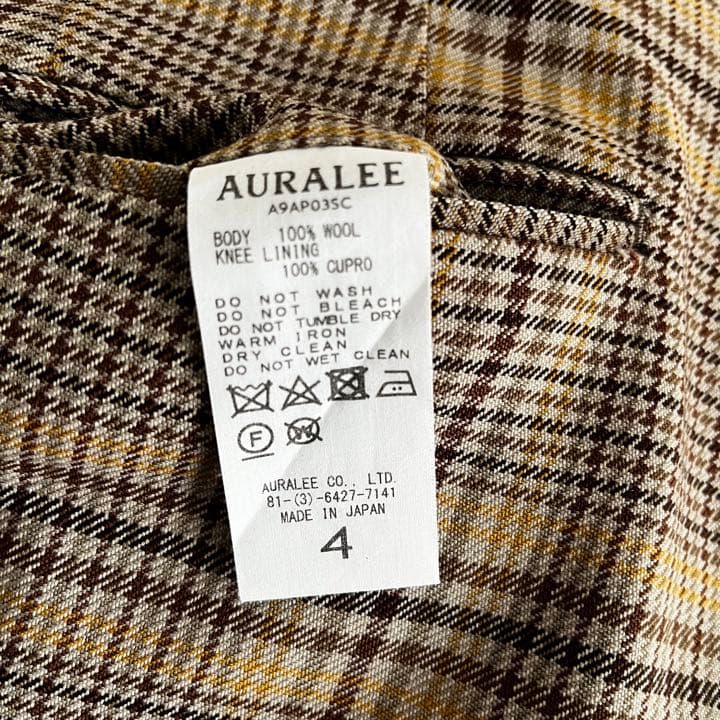 AURALEE
A9AP03SC
BODY 100% WOOL
KNEE LINING
100% CUPRO
DO NOT WASH
DO NOT BLEACH
DO NOT TUMBLE DRY
WARM IRON
DRY CLEAN
DO NOT WET CLEAN
F W
AURALEE CO., LTD.
81-(3)-6427-7141
MADE IN JAPAN
4